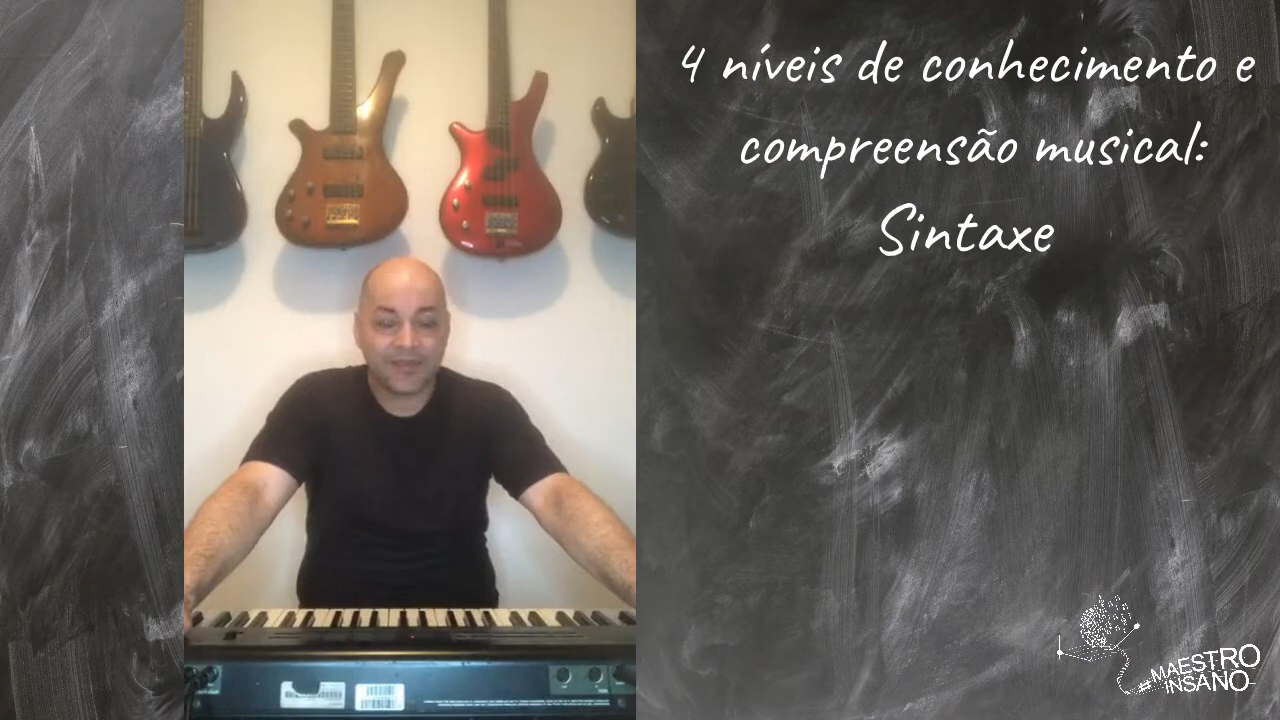 4 níveis de conhecimento e
compreensão musical:
Sintaxe
MAESTRO
INSANO